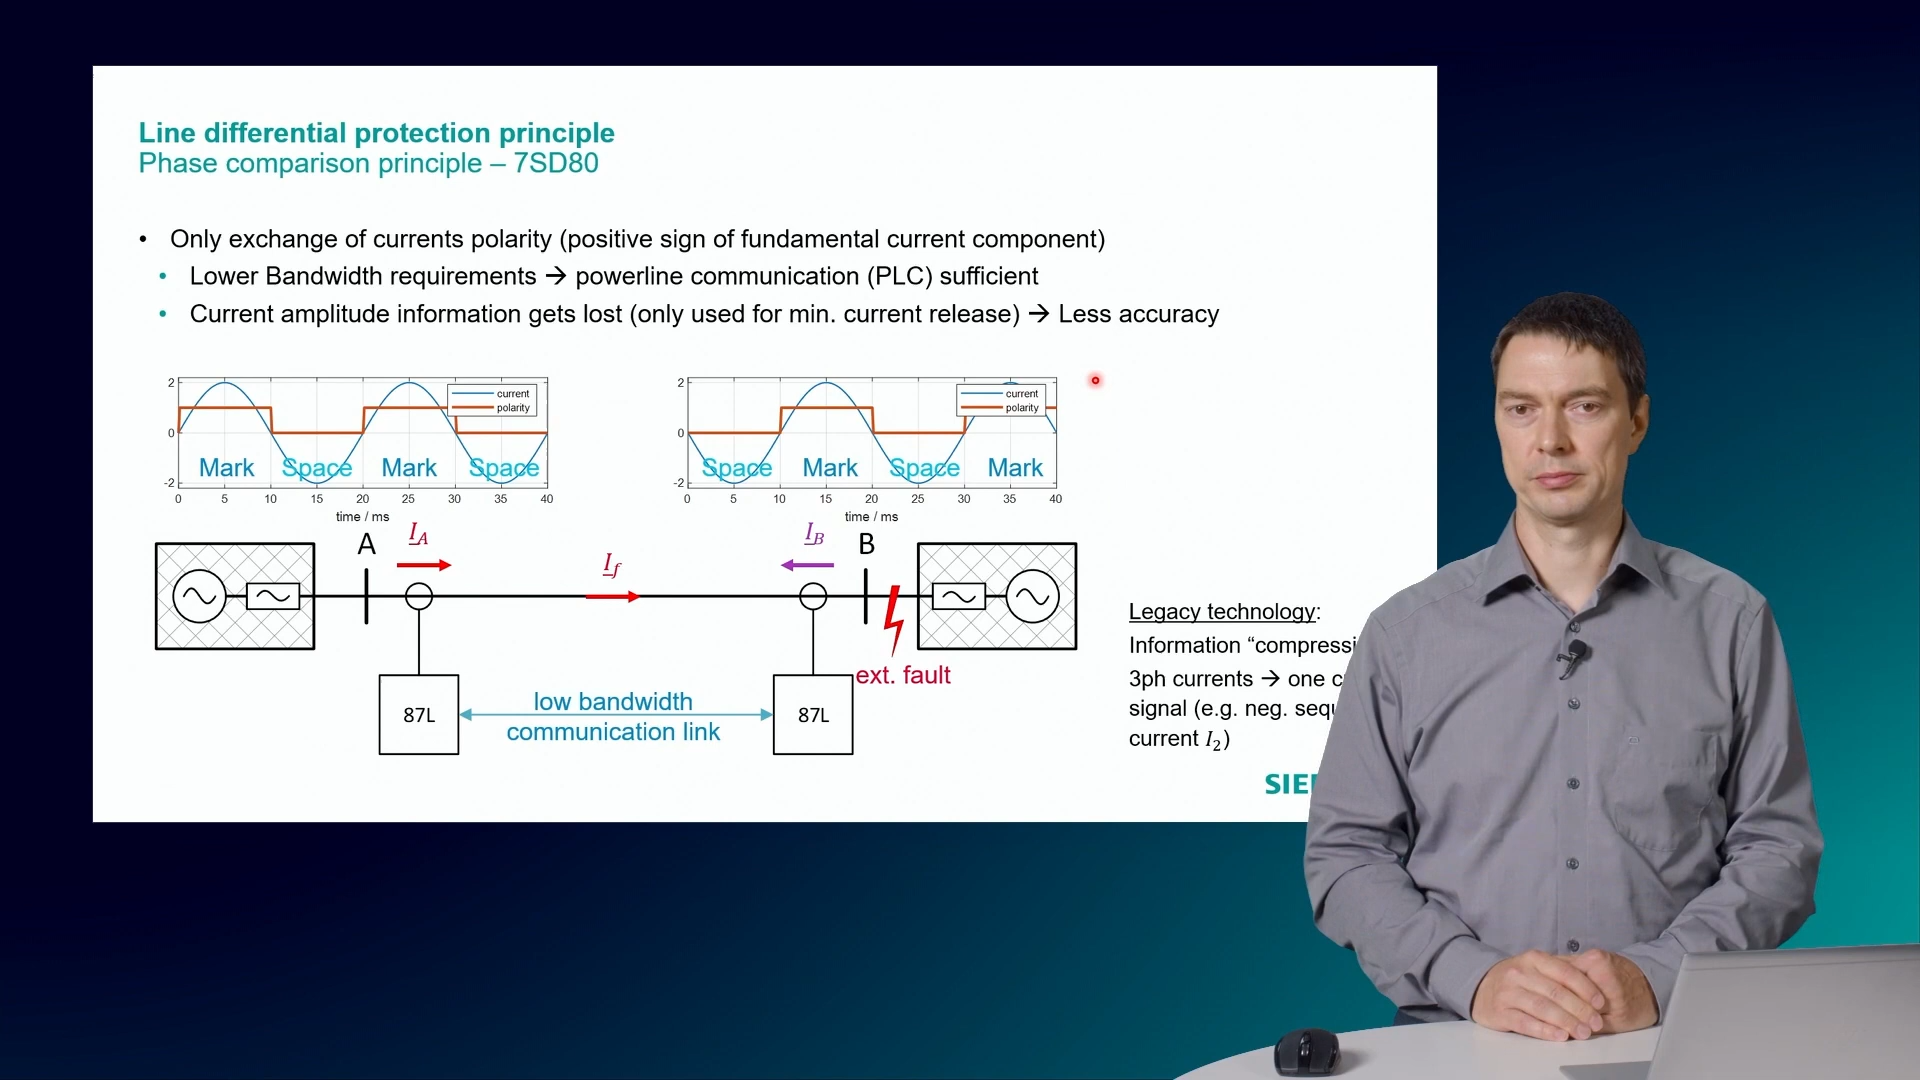 Line differential protection principle
Phase comparison principle – 7SD80
• Only exchange of currents polarity (positive sign of fundamental current component)
• Lower Bandwidth requirements → powerline communication (PLC) sufficient
• Current amplitude information gets lost (only used for min. current release) → Less accuracy
2
0
-2
current
polarity
Mark Space Mark Space
0 5 10 15 20 25 30 35 40
time / ms
2
0
-2
current
polarity
Space Mark Space Mark
0 5 10 15 20 25 30 35 40
time / ms
A
I_A
I_f
I_B
B
ext. fault
87L
low bandwidth
communication link
87L
Legacy technology:
Information “compressi
3ph currents → one
signal (e.g. neg. sequ
current I₂)
SIE